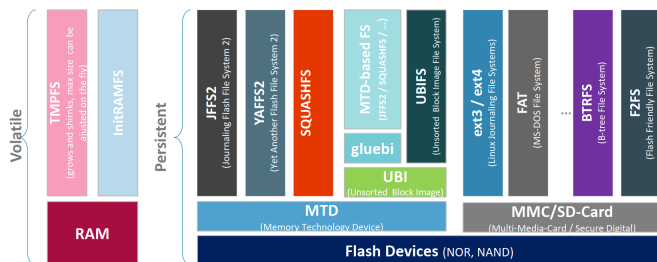 Volatile
TMPFS
(grows and shrinks, max size can be
ajusted on the fly)
InitRAMFS
RAM
Persistent
JFFS2
(Journaling Flash File System 2)
YAFFS2
(Yet Another Flash File System 2)
SQUASHFS
MTD-based FS
(JFFS2 / SQUASHFS / ...)
gluebi
UBIFS
(Unsorted Block Image File System)
UBI
(Unsorted Block Image)
MTD
(Memory Technology Device)
ext3 / ext4
(Linux Journaling File Systems)
FAT
(MS-DOS File System)
...
BTRFS
(B-tree File System)
F2FS
(Flash Friendly File System)
MMC/SD-Card
(Multi-Media-Card / Secure Digital)
Flash Devices (NOR, NAND)